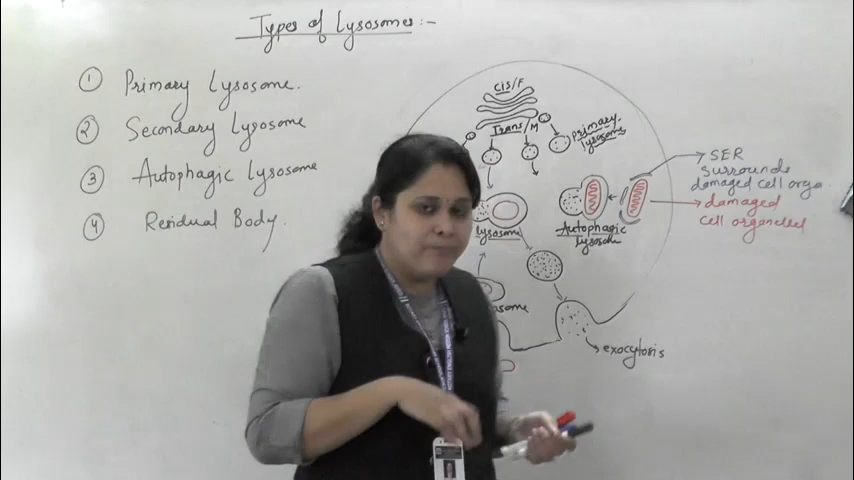 Types of Lysosomes:-
① Primary Lysosome.
② Secondary Lysosome
③ Autophagic Lysosome
④ Residual Body.
Cis/F
Trans/M
primary
lysosome
SER
surrounds
damaged cell orga
damaged
cell organelles
Autophagic
lysosome
lysosome
exocytosis